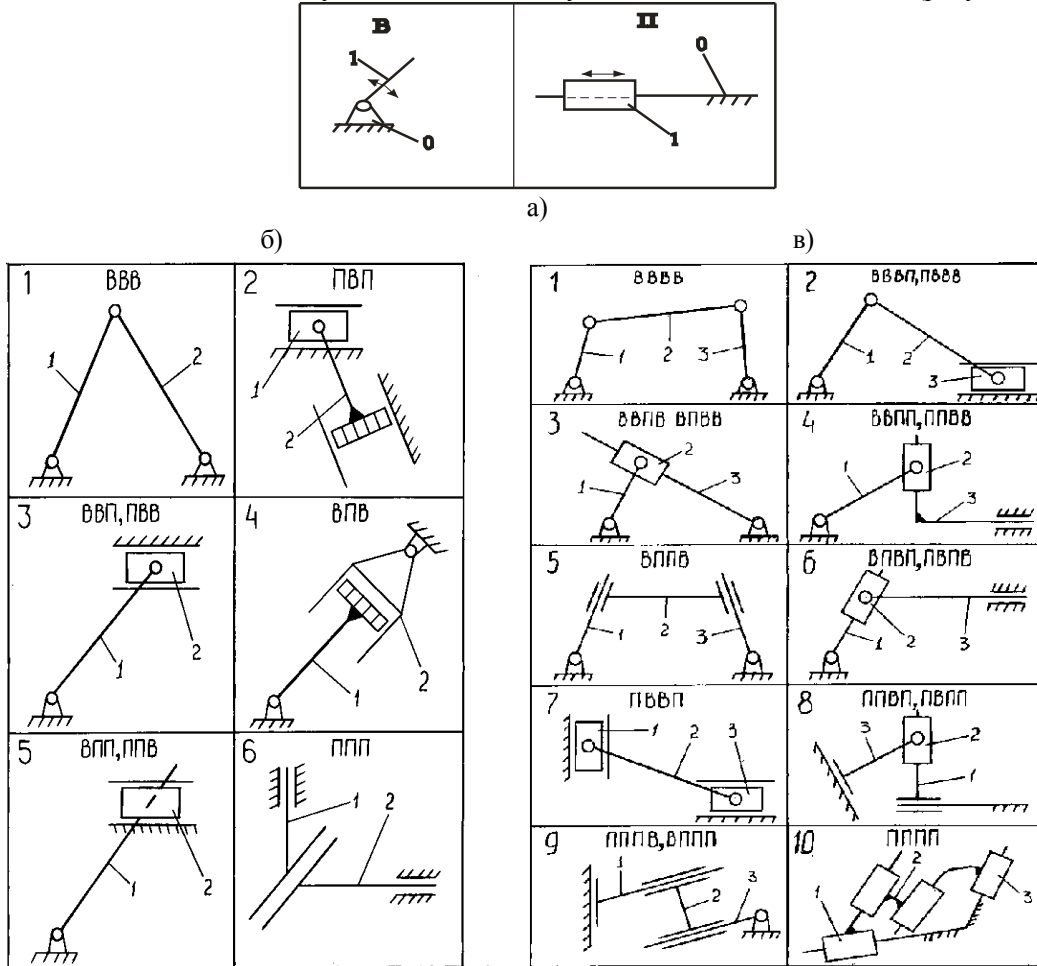 В
1
0
П
0
1
а)
б)
1 ВВВ
1
2
2 ПВП
1
2
3 ВВП, ПВВ
1
2
4 ВПВ
1
2
5 ВПП, ППВ
1
2
6 ППП
1
2
в)
1 ВВВВ
1
2
3
2 ВВВП, ПВВВ
1
2
3
3 ВВПВ ВПВВ
1
2
3
4 ВВПП, ППВВ
1
2
3
5 ВППВ
1
2
3
6 ВПВП, ПВПВ
1
2
3
7 ПВВП
1
2
3
8 ППВП, ПВПП
3
2
1
9 ПППВ, ВППП
1
2
3
10 ПППП
1
2
3